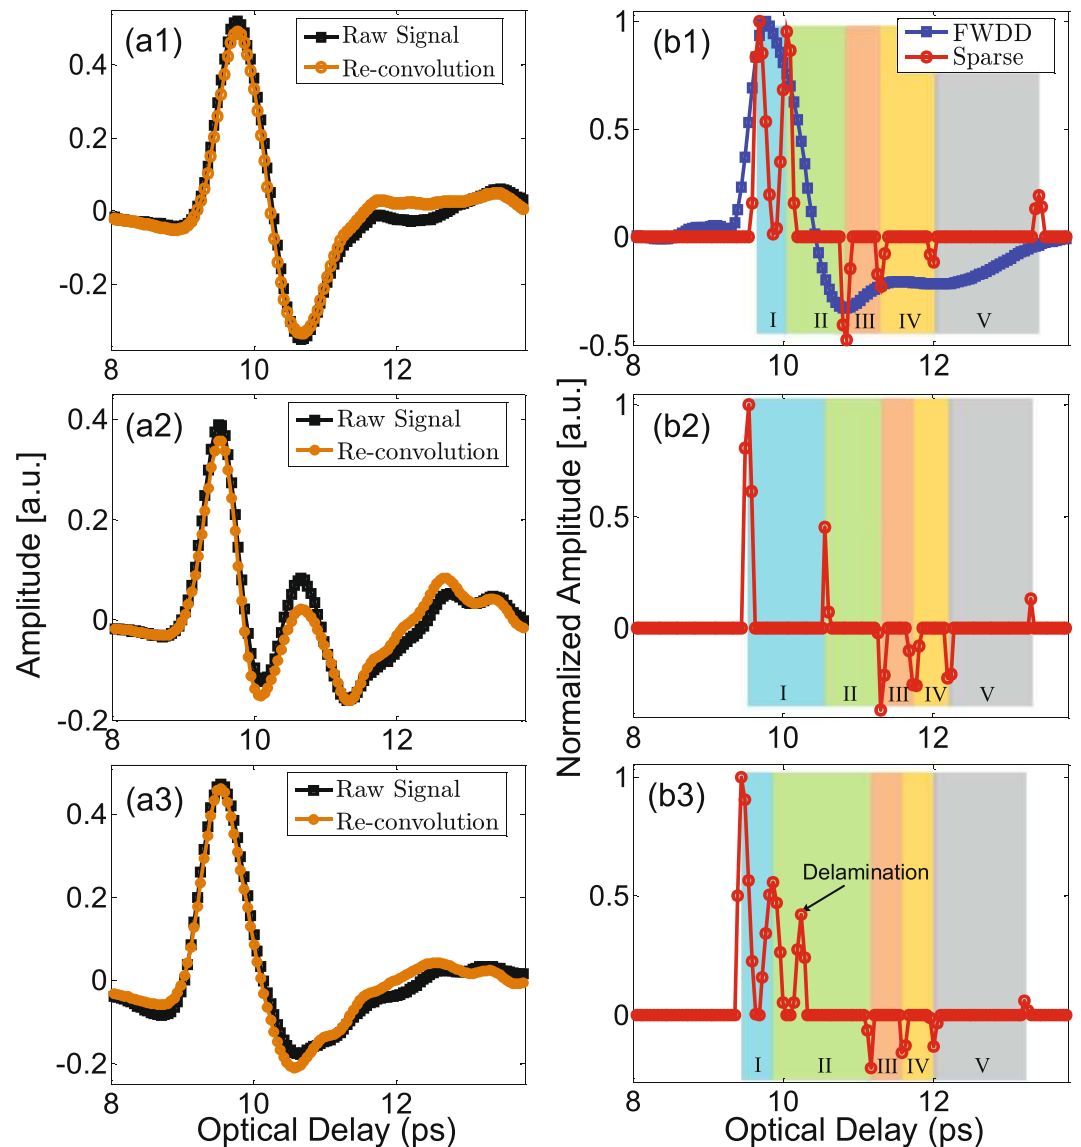 (a1)
Raw Signal
Re-convolution
0.4
0.2
0
-0.2
8
10
12
(b1)
FWDD
Sparse
1
0.5
0
-0.5
I
II
III
IV
V
8
10
12
(a2)
Raw Signal
Re-convolution
0.4
0.2
0
-0.2
8
10
12
(b2)
1
0.5
0
I
II
III
IV
V
8
10
12
(a3)
Raw Signal
Re-convolution
0.4
0.2
0
-0.2
8
10
12
(b3)
Delamination
1
0.5
0
I
II
III
IV
V
8
10
12
Amplitude [a.u.]
Normalized Amplitude [a.u.]
Optical Delay (ps)
Optical Delay (ps)